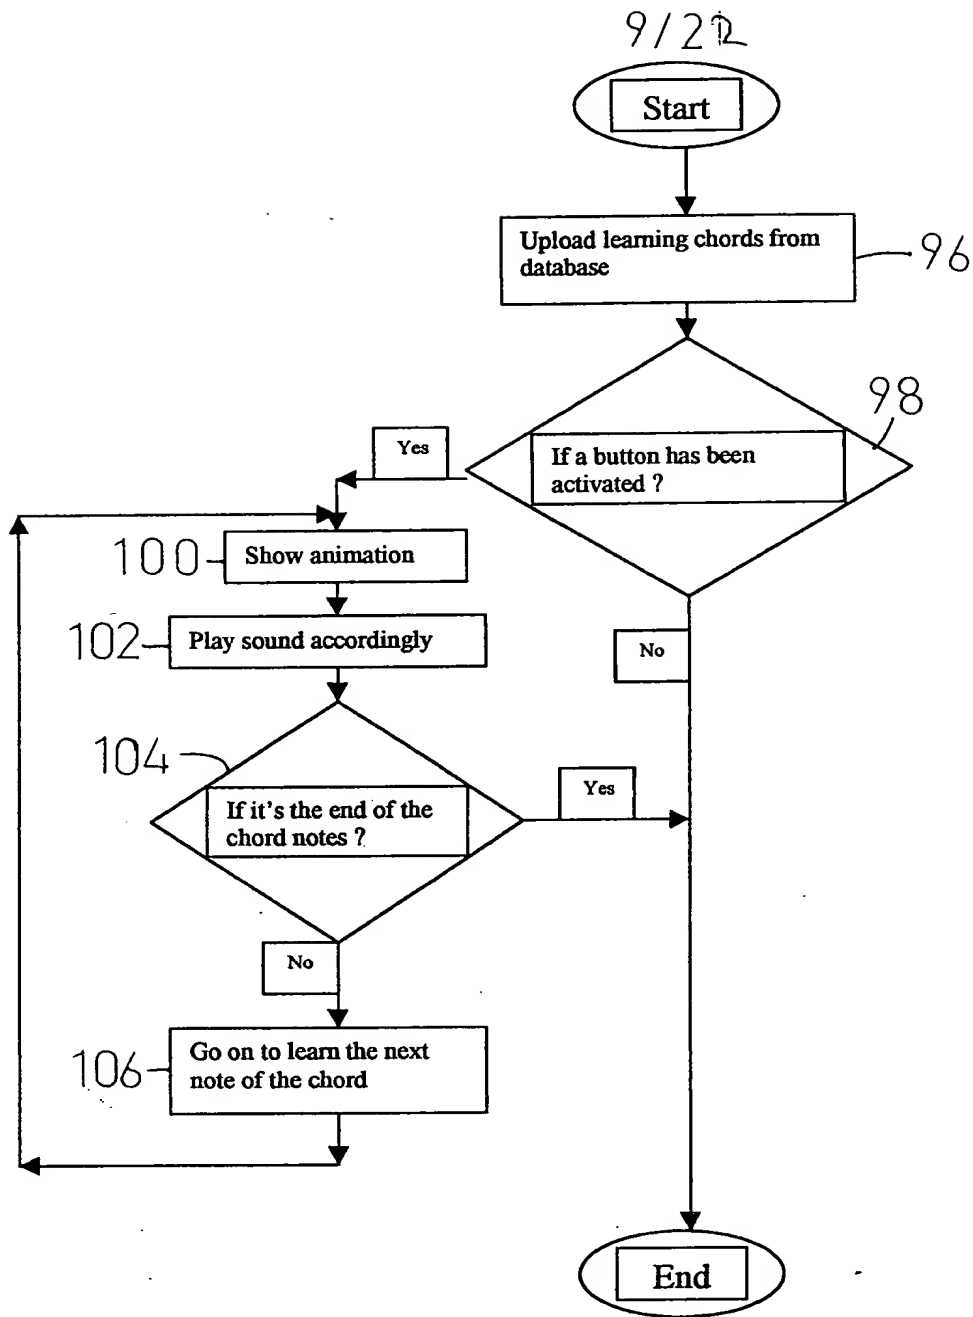 9/22
Start
Upload learning chords from
database
96
98
If a button has been
activated ?
Yes
100
Show animation
No
102
Play sound accordingly
104
If it's the end of the
chord notes ?
Yes
No
106
Go on to learn the next
note of the chord
End